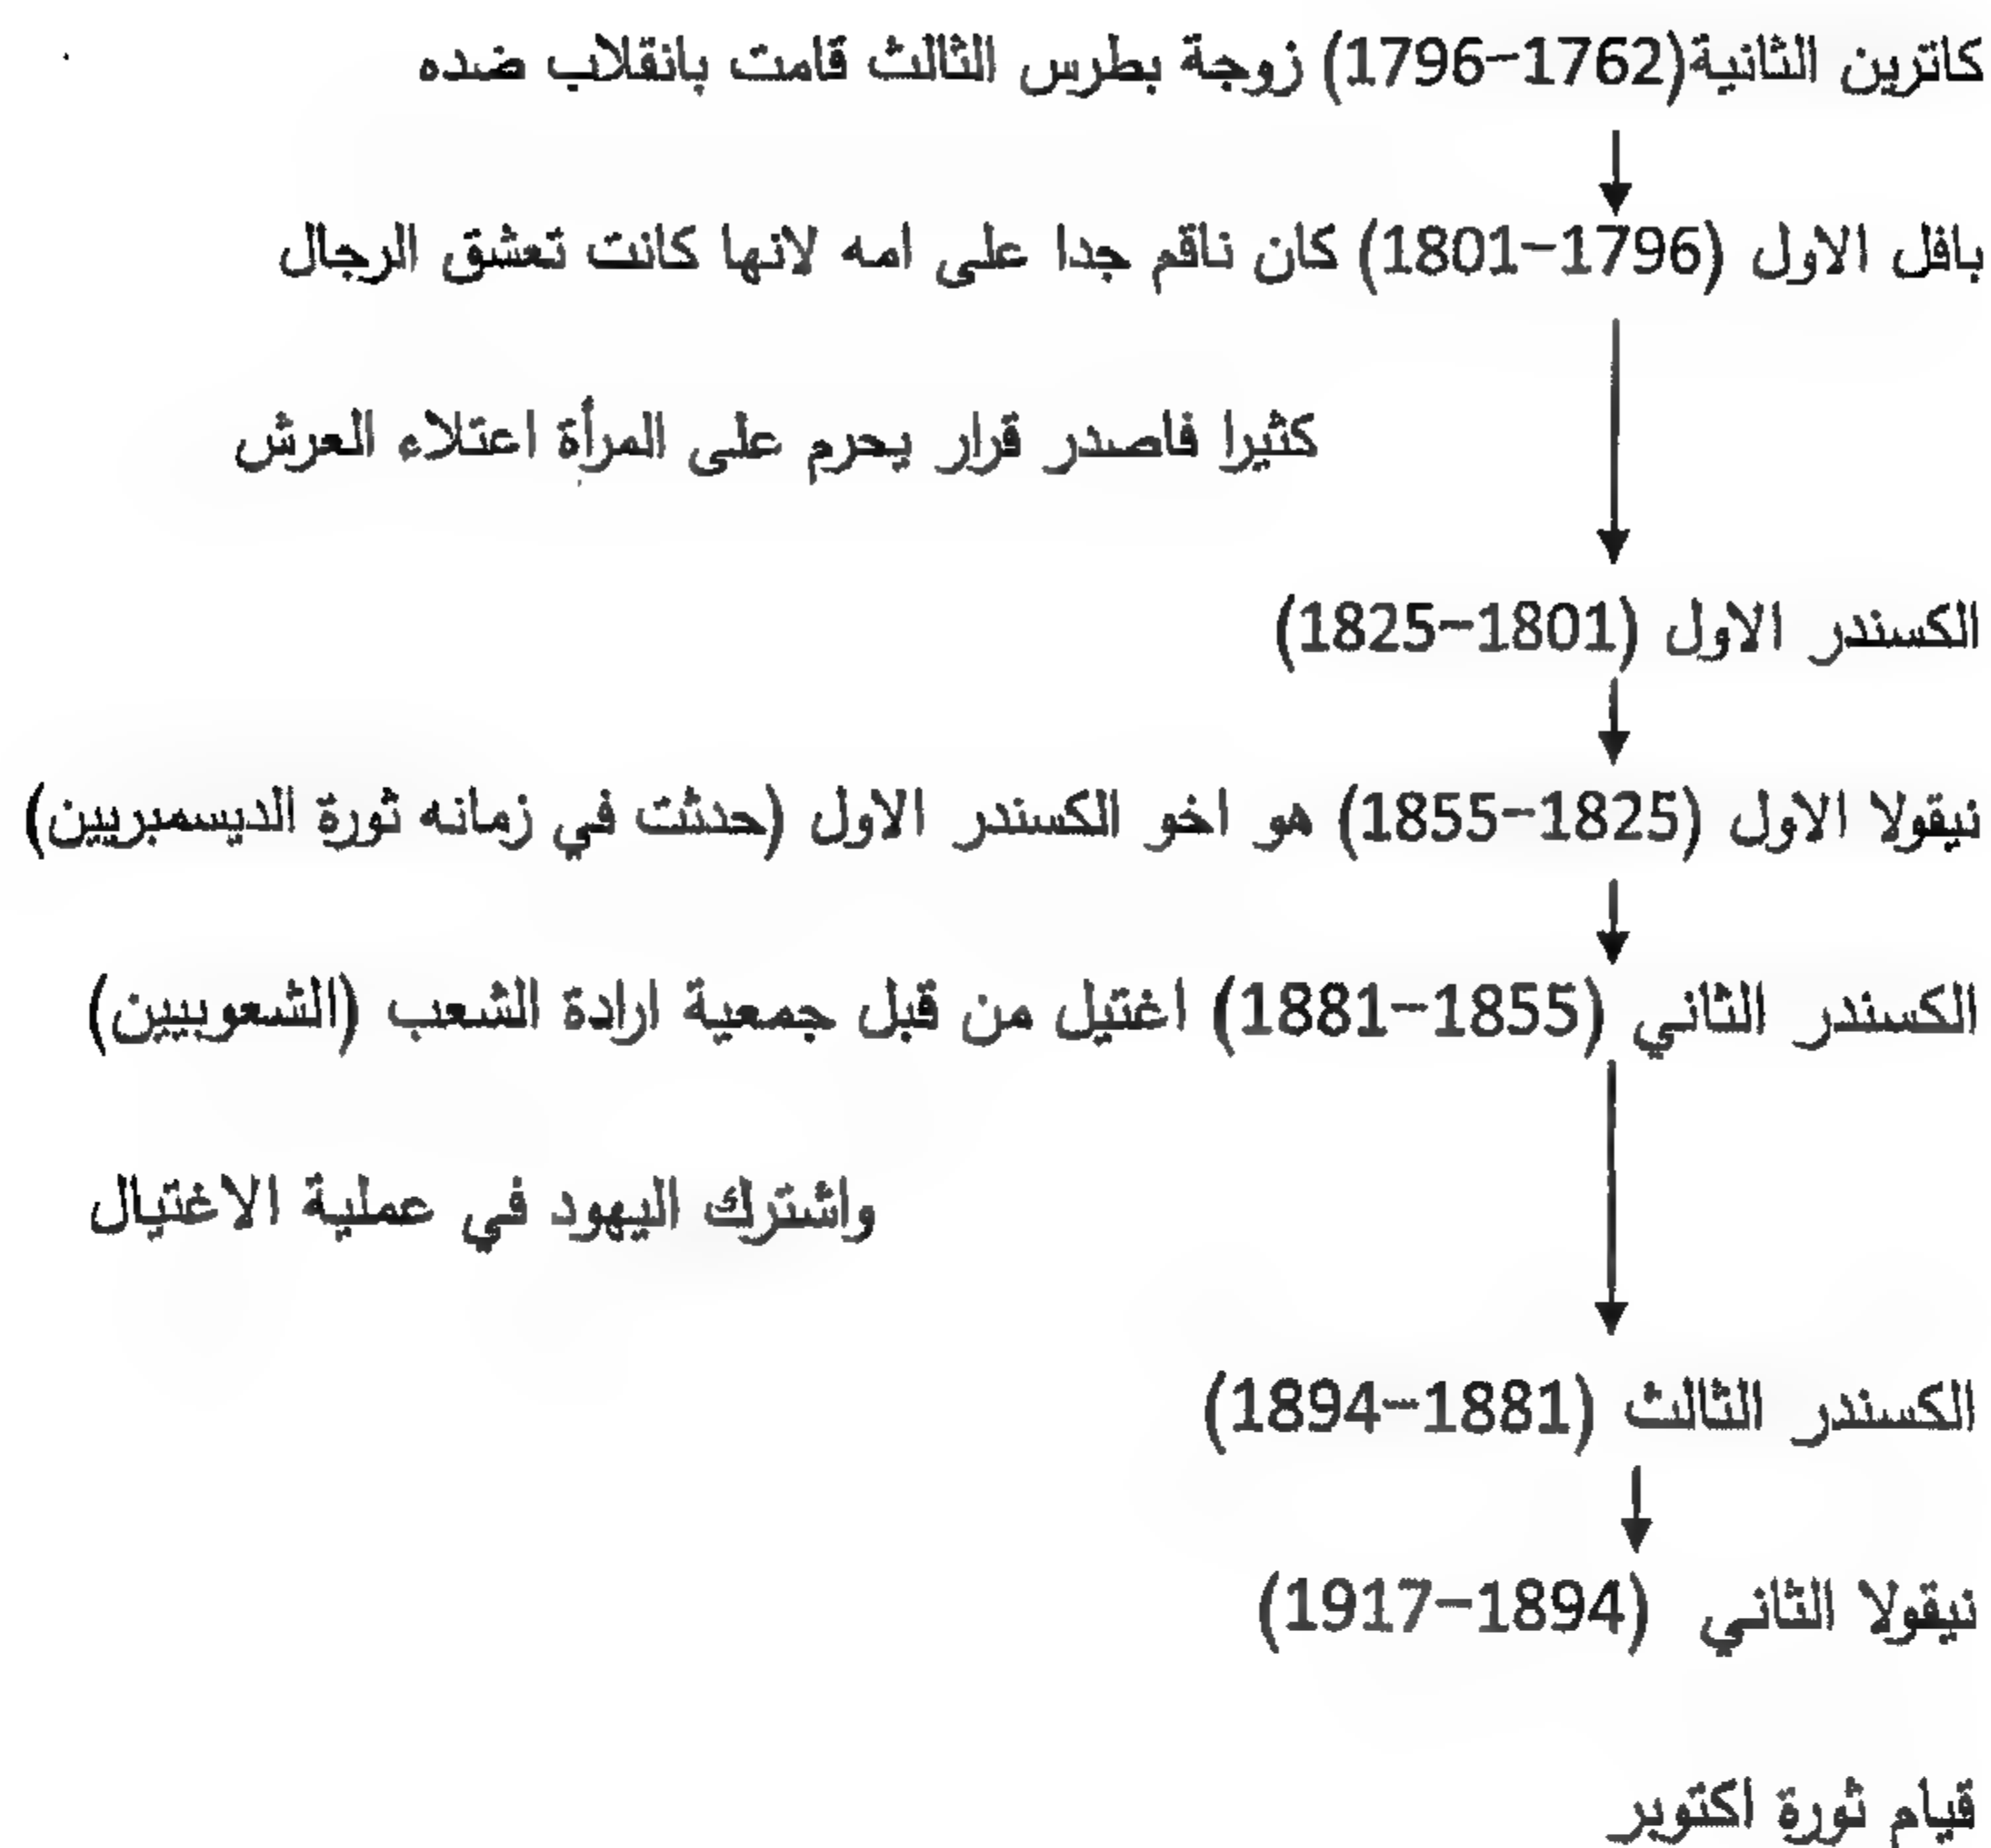 كاترين الثانية(1762–1796) زوجة بطرس الثالث قامت بانقلاب ضده
بافل الاول (1796–1801) كان ناقم جدا على امه لانها كانت تعشق الرجال
كثيرا فاصدر قرار يحرم على المرأة اعتلاء العرش
الكسندر الاول (1801–1825)
نيقولا الاول (1825–1855) هو اخو الكسندر الاول (حدثت في زمانه ثورة الديسمبريين)
الكسندر الثاني (1855–1881) اغتيل من قبل جمعية ارادة الشعب (الشعوبيين)
واشترك اليهود في عملية الاغتيال
الكسندر الثالث (1881–1894)
نيقولا الثاني (1894–1917)
قيام ثورة اكتوبر